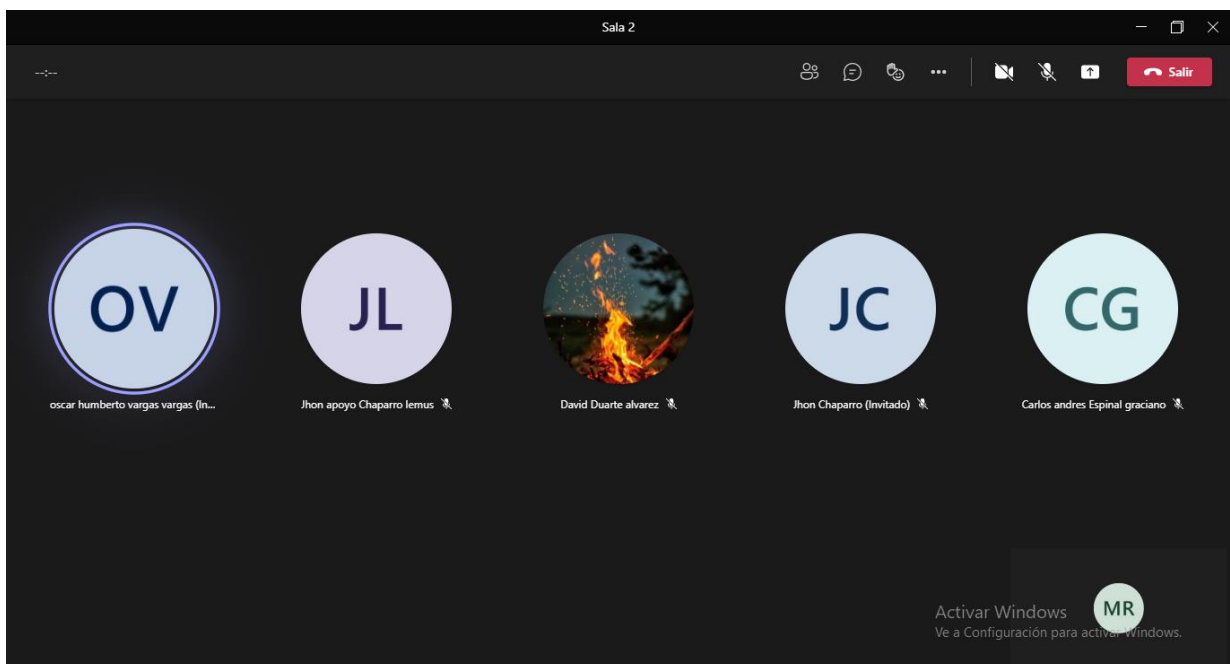 Sala 2
--:--
Salir
OV
JL
JC
CG
oscar humberto vargas vargas (In...
Jhon apoyo Chaparro lemus
David Duarte alvarez
Jhon Chaparro (Invitado)
Carlos andres Espinal graciano
MR
Activar Windows
Ve a Configuración para activar Windows.